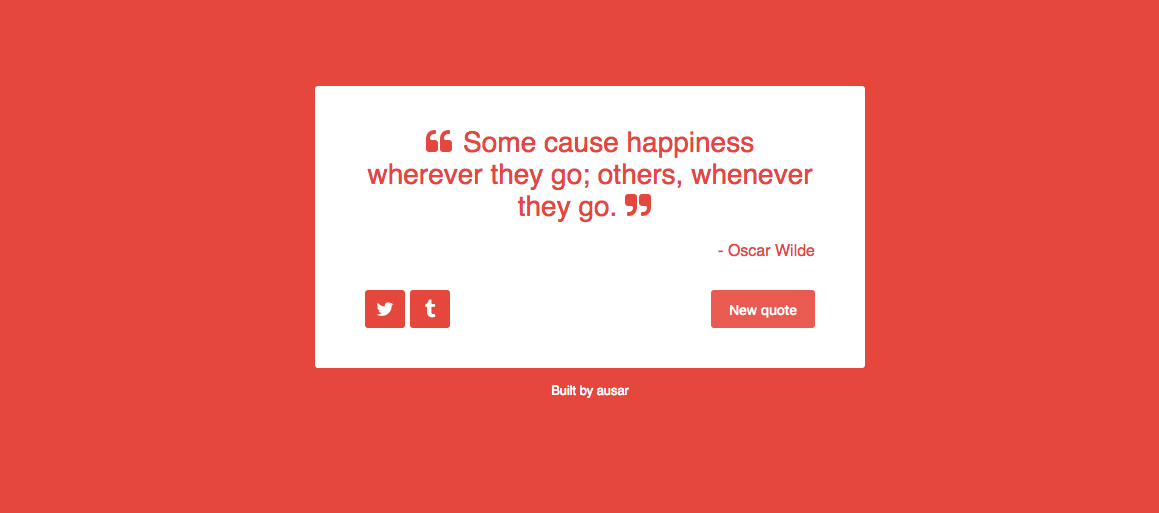 “ Some cause happiness
wherever they go; others, whenever
they go. ”
- Oscar Wilde
New quote
Built by ausar